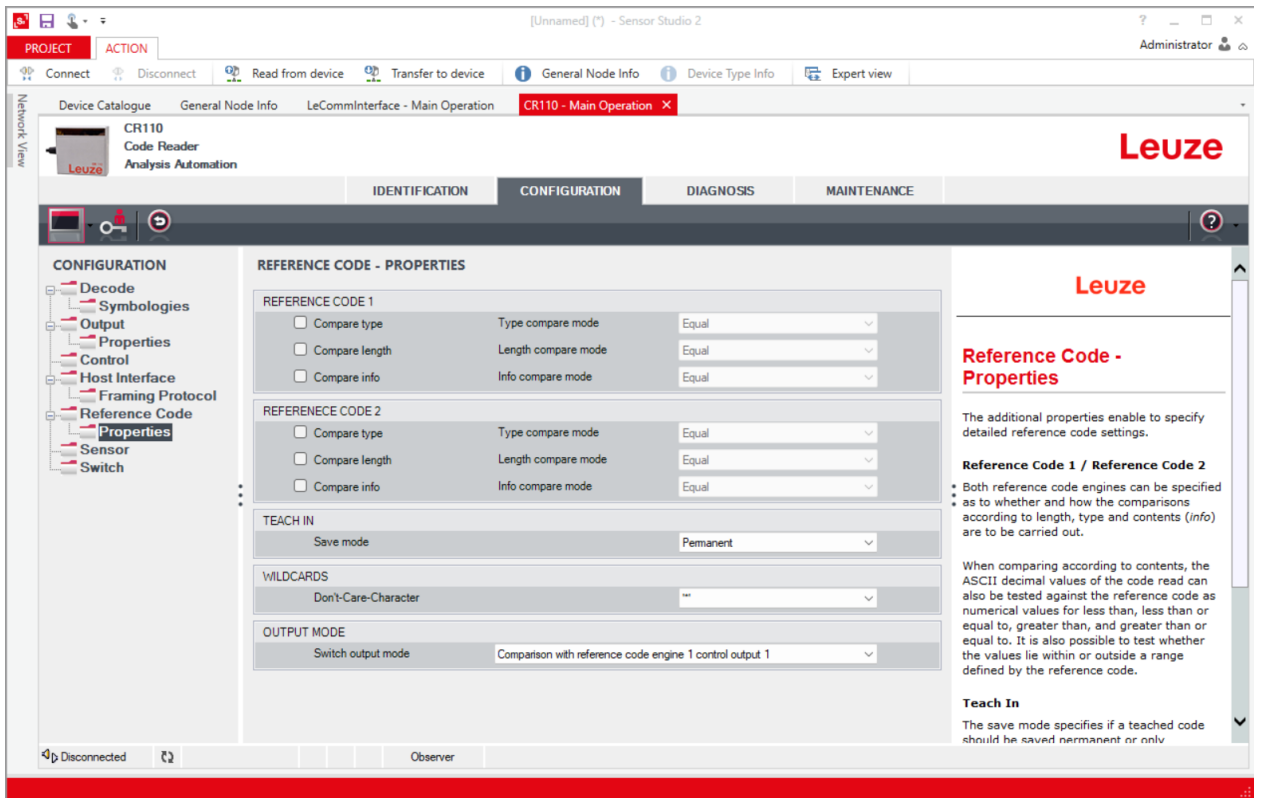 [Unnamed] (*) - Sensor Studio 2
PROJECT ACTION Administrator
Connect Disconnect Read from device Transfer to device General Node Info Device Type Info Expert view
Network View
Device Catalogue General Node Info LeCommInterface - Main Operation CR110 - Main Operation
CR110
Code Reader
Analysis Automation
Leuze
Leuze
IDENTIFICATION CONFIGURATION DIAGNOSIS MAINTENANCE
CONFIGURATION
Decode
Symbologies
Output
Properties
Control
Host Interface
Framing Protocol
Reference Code
Properties
Sensor
Switch
REFERENCE CODE - PROPERTIES
REFERENCE CODE 1
Compare type Type compare mode Equal
Compare length Length compare mode Equal
Compare info Info compare mode Equal
REFERENECE CODE 2
Compare type Type compare mode Equal
Compare length Length compare mode Equal
Compare info Info compare mode Equal
TEACH IN
Save mode Permanent
WILDCARDS
Don't-Care-Character
OUTPUT MODE
Switch output mode Comparison with reference code engine 1 control output 1
Leuze
Reference Code -
Properties
The additional properties enable to specify
detailed reference code settings.
Reference Code 1 / Reference Code 2
Both reference code engines can be specified
as to whether and how the comparisons
according to length, type and contents (info)
are to be carried out.
When comparing according to contents, the
ASCII decimal values of the code read can
also be tested against the reference code as
numerical values for less than, less than or
equal to, greater than, and greater than or
equal to. It is also possible to test whether
the values lie within or outside a range
defined by the reference code.
Teach In
The save mode specifies if a teached code
should be saved permanent or only
Disconnected Observer